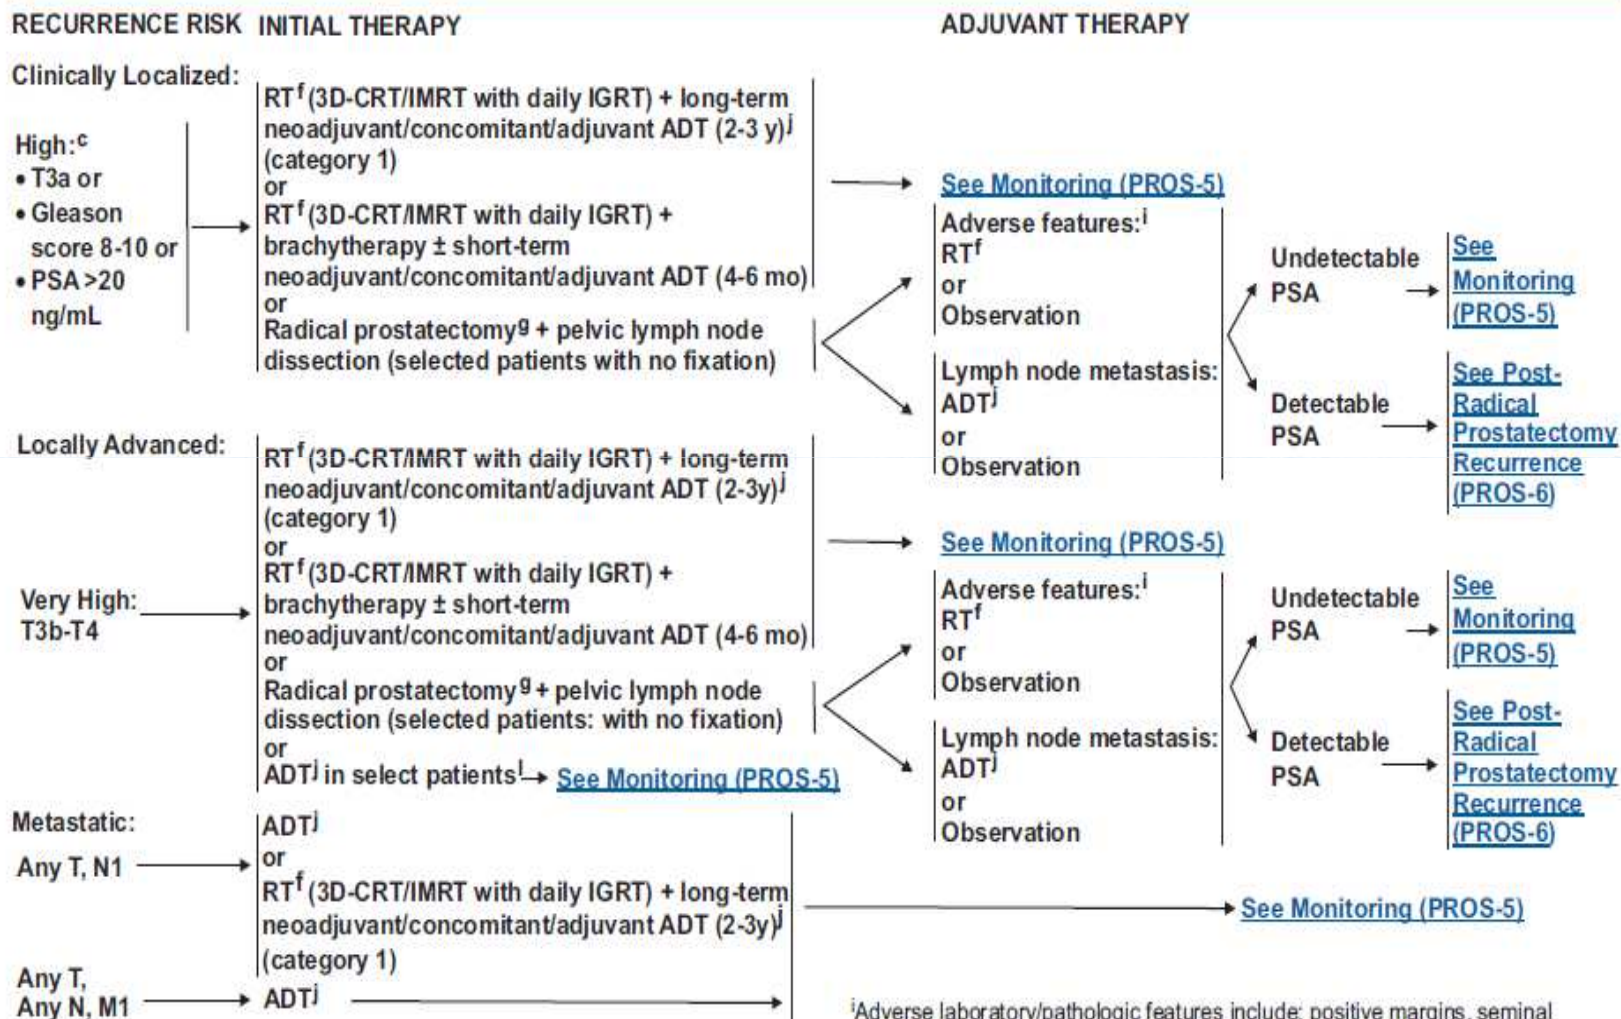 RECURRENCE RISK INITIAL THERAPY ADJUVANT THERAPY
Clinically Localized:
High:c
• T3a or
• Gleason
score 8-10 or
• PSA >20
ng/mL
RTf (3D-CRT/IMRT with daily IGRT) + long-term
neoadjuvant/concomitant/adjuvant ADT (2-3 y)j
(category 1)
or
RTf (3D-CRT/IMRT with daily IGRT) +
brachytherapy ± short-term
neoadjuvant/concomitant/adjuvant ADT (4-6 mo)
or
Radical prostatectomyg + pelvic lymph node
dissection (selected patients with no fixation)
See Monitoring (PROS-5)
Adverse features:i
RTf
or
Observation
Lymph node metastasis:
ADTj
or
Observation
Undetectable
PSA
See
Monitoring
(PROS-5)
Detectable
PSA
See Post-
Radical
Prostatectomy
Recurrence
(PROS-6)
Locally Advanced:
Very High:
T3b-T4
RTf (3D-CRT/IMRT with daily IGRT) + long-term
neoadjuvant/concomitant/adjuvant ADT (2-3y)j
(category 1)
or
RTf (3D-CRT/IMRT with daily IGRT) +
brachytherapy ± short-term
neoadjuvant/concomitant/adjuvant ADT (4-6 mo)
or
Radical prostatectomyg + pelvic lymph node
dissection (selected patients: with no fixation)
or
ADTj in select patientsl See Monitoring (PROS-5)
See Monitoring (PROS-5)
Adverse features:i
RTf
or
Observation
Lymph node metastasis:
ADTj
or
Observation
Undetectable
PSA
See
Monitoring
(PROS-5)
Detectable
PSA
See Post-
Radical
Prostatectomy
Recurrence
(PROS-6)
Metastatic:
Any T, N1
ADTj
or
RTf (3D-CRT/IMRT with daily IGRT) + long-term
neoadjuvant/concomitant/adjuvant ADT (2-3y)j
(category 1)
See Monitoring (PROS-5)
Any T,
Any N, M1
ADTj
iAdverse laboratory/pathologic features include: positive margins, seminal